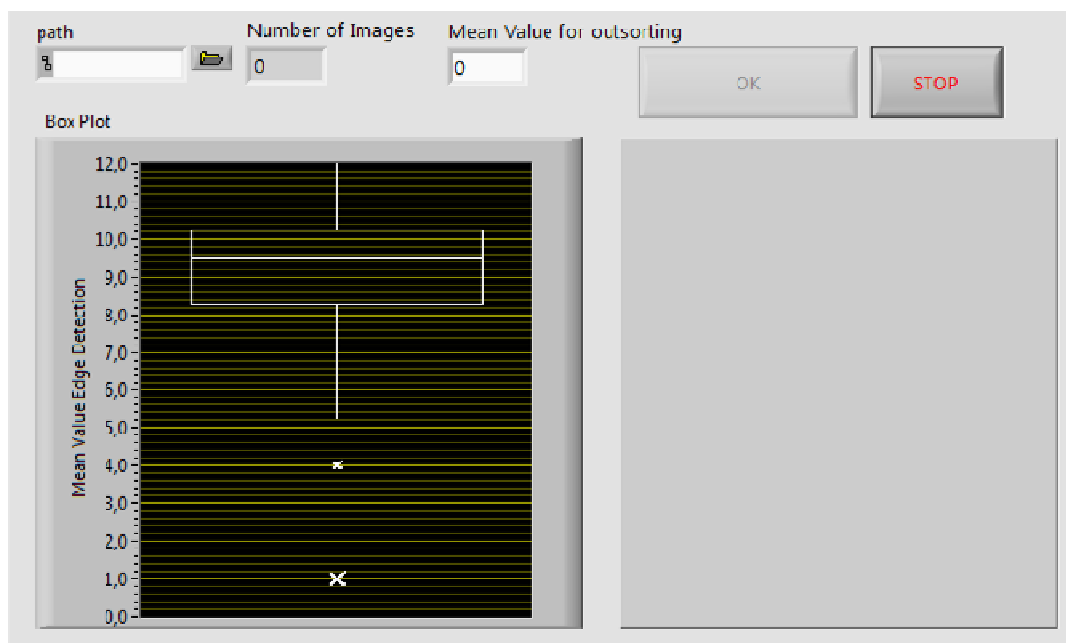 path
Number of Images
Mean Value for outsorting
0
0
OK
STOP
Box Plot
12,0
11,0
10,0
9,0
8,0
7,0
6,0
5,0
4,0
3,0
2,0
1,0
0,0
Mean Value Edge Detection